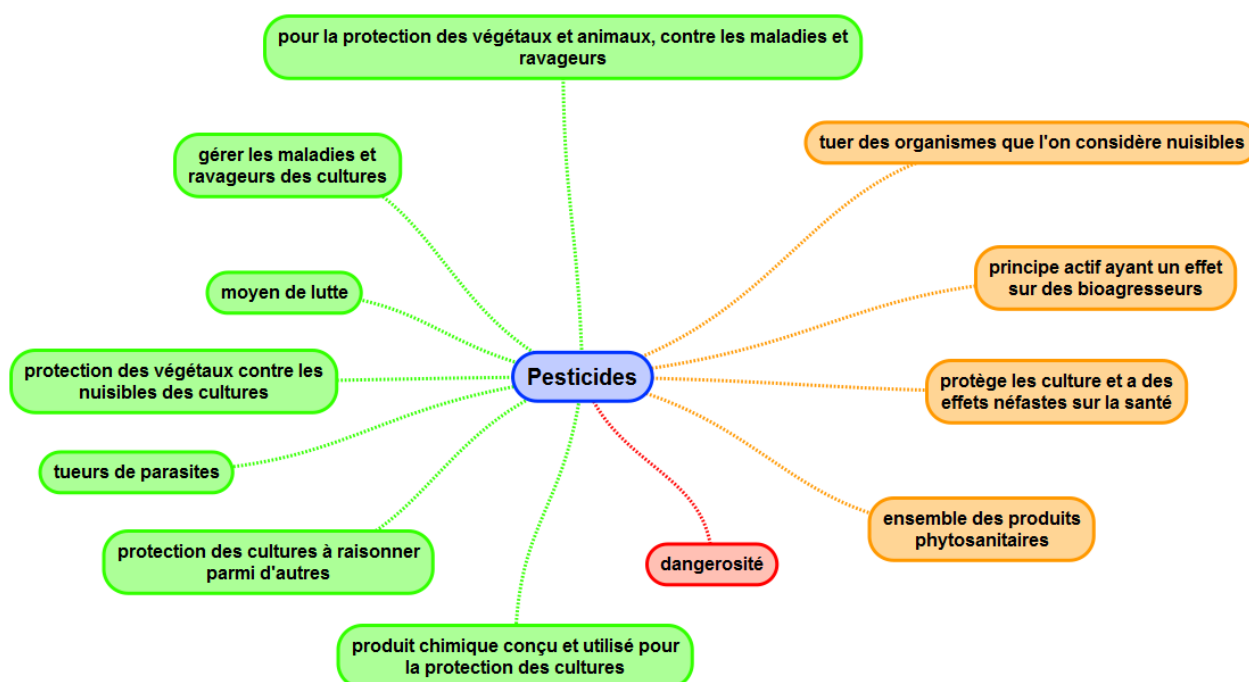 pour la protection des végétaux et animaux, contre les maladies et
ravageurs
tuer des organismes que l'on considère nuisibles
gérer les maladies et
ravageurs des cultures
principe actif ayant un effet
sur des bioagresseurs
moyen de lutte
Pesticides
protection des végétaux contre les
nuisibles des cultures
protège les culture et a des
effets néfastes sur la santé
tueurs de parasites
ensemble des produits
phytosanitaires
protection des cultures à raisonner
parmi d'autres
dangerosité
produit chimique conçu et utilisé pour
la protection des cultures